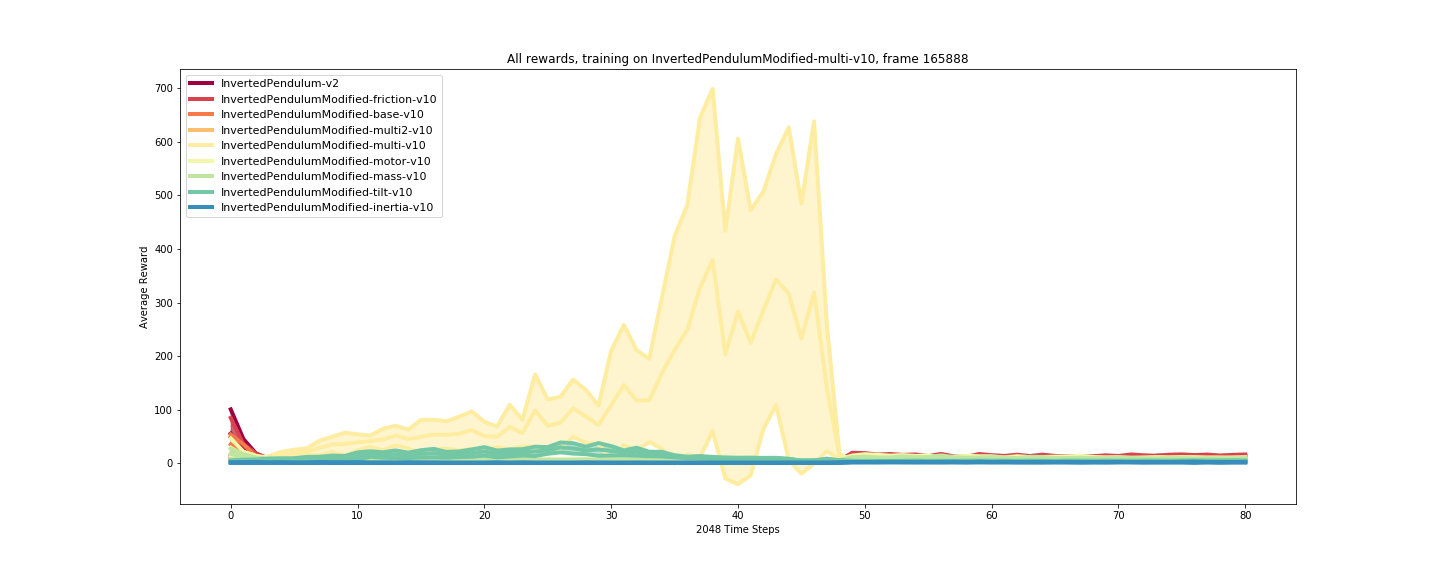 All rewards, training on InvertedPendulumModified-multi-v10, frame 165888
InvertedPendulum-v2
InvertedPendulumModified-friction-v10
InvertedPendulumModified-base-v10
InvertedPendulumModified-multi2-v10
InvertedPendulumModified-multi-v10
InvertedPendulumModified-motor-v10
InvertedPendulumModified-mass-v10
InvertedPendulumModified-tilt-v10
InvertedPendulumModified-inertia-v10
Average Reward
700
600
500
400
300
200
100
0
0 10 20 30 40 50 60 70 80
2048 Time Steps